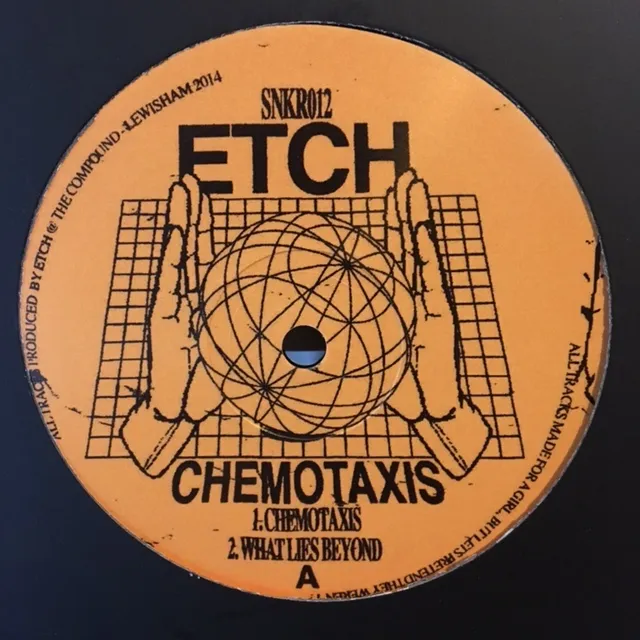 SNKR012
ETCH
CHEMOTAXIS
1. CHEMOTAXIS
2. WHAT LIES BEYOND
A
ALL TRACKS PRODUCED BY ETCH @ THE COMPOUND - LEWISHAM 2014
ALL TRACKS MADE FOR A GIRL, BUT LETS PRETEND THEY